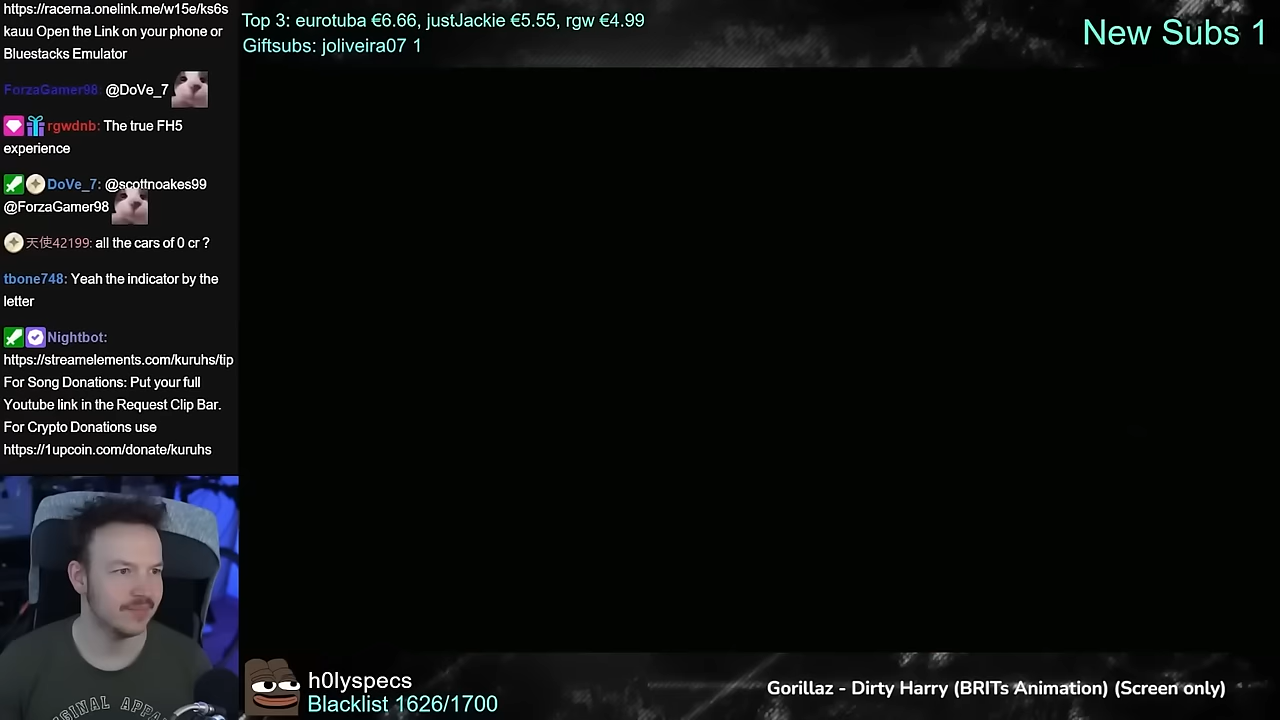 https://racerna.onelink.me/w15e/ks6s
kauu Open the Link on your phone or
Bluestacks Emulator
ForzaGamer98: @DoVe_7
rgwdnb: The true FH5
experience
DoVe_7: @scottnoakes99
@ForzaGamer98
天使42199: all the cars of 0 cr ?
tbone748: Yeah the indicator by the
letter
Nightbot:
https://streamelements.com/kuruhs/tip
For Song Donations: Put your full
Youtube link in the Request Clip Bar.
For Crypto Donations use
https://1upcoin.com/donate/kuruhs
Top 3: eurotuba €6.66, justJackie €5.55, rgw €4.99
Giftsubs: joliveira07 1
New Subs 1
h0lyspecs
Blacklist 1626/1700
Gorillaz - Dirty Harry (BRITs Animation) (Screen only)